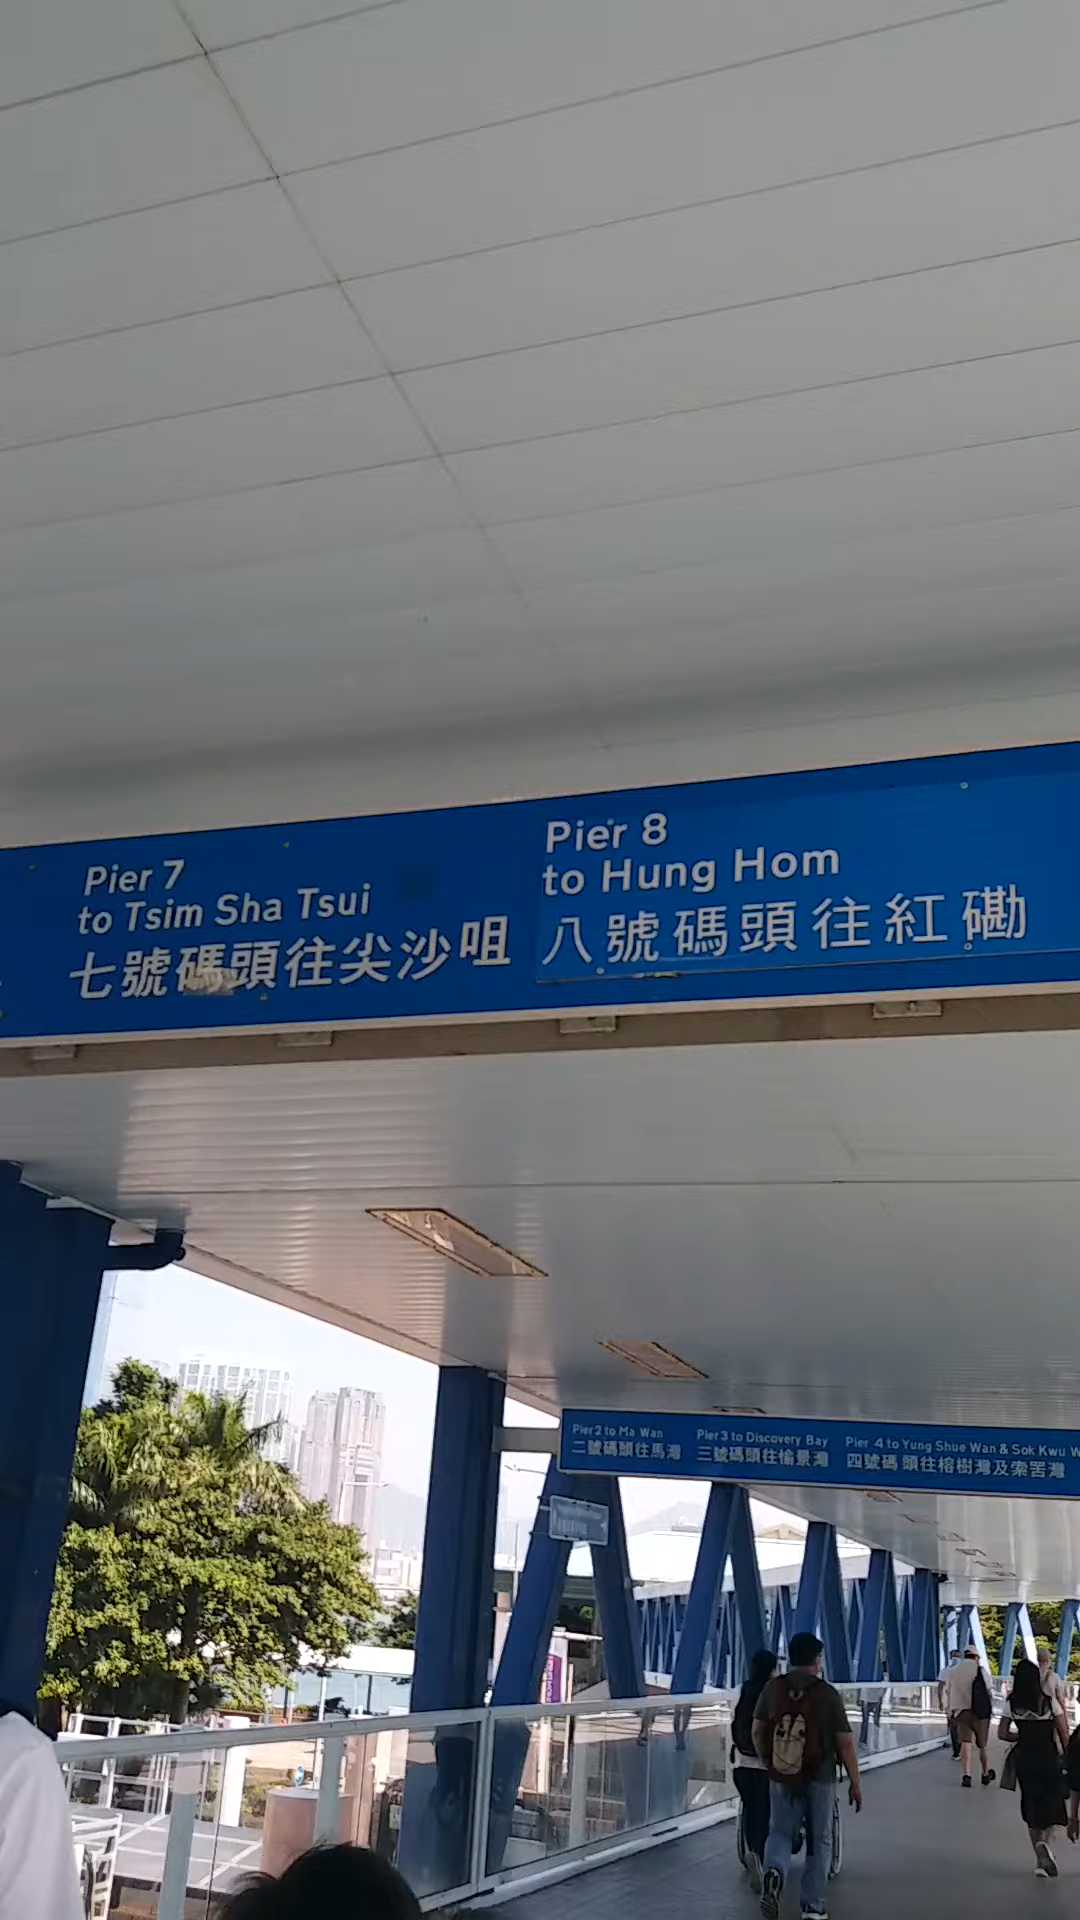 Pier 7
to Tsim Sha Tsui
七號碼頭往尖沙咀
Pier 8
to Hung Hom
八號碼頭往紅磡
Pier 2 to Ma Wan
二號碼頭往馬灣
Pier 3 to Discovery Bay
三號碼頭往愉景灣
Pier 4 to Yung Shue Wan & Sok Kwu W
四號碼頭往榕樹灣及索罟灣